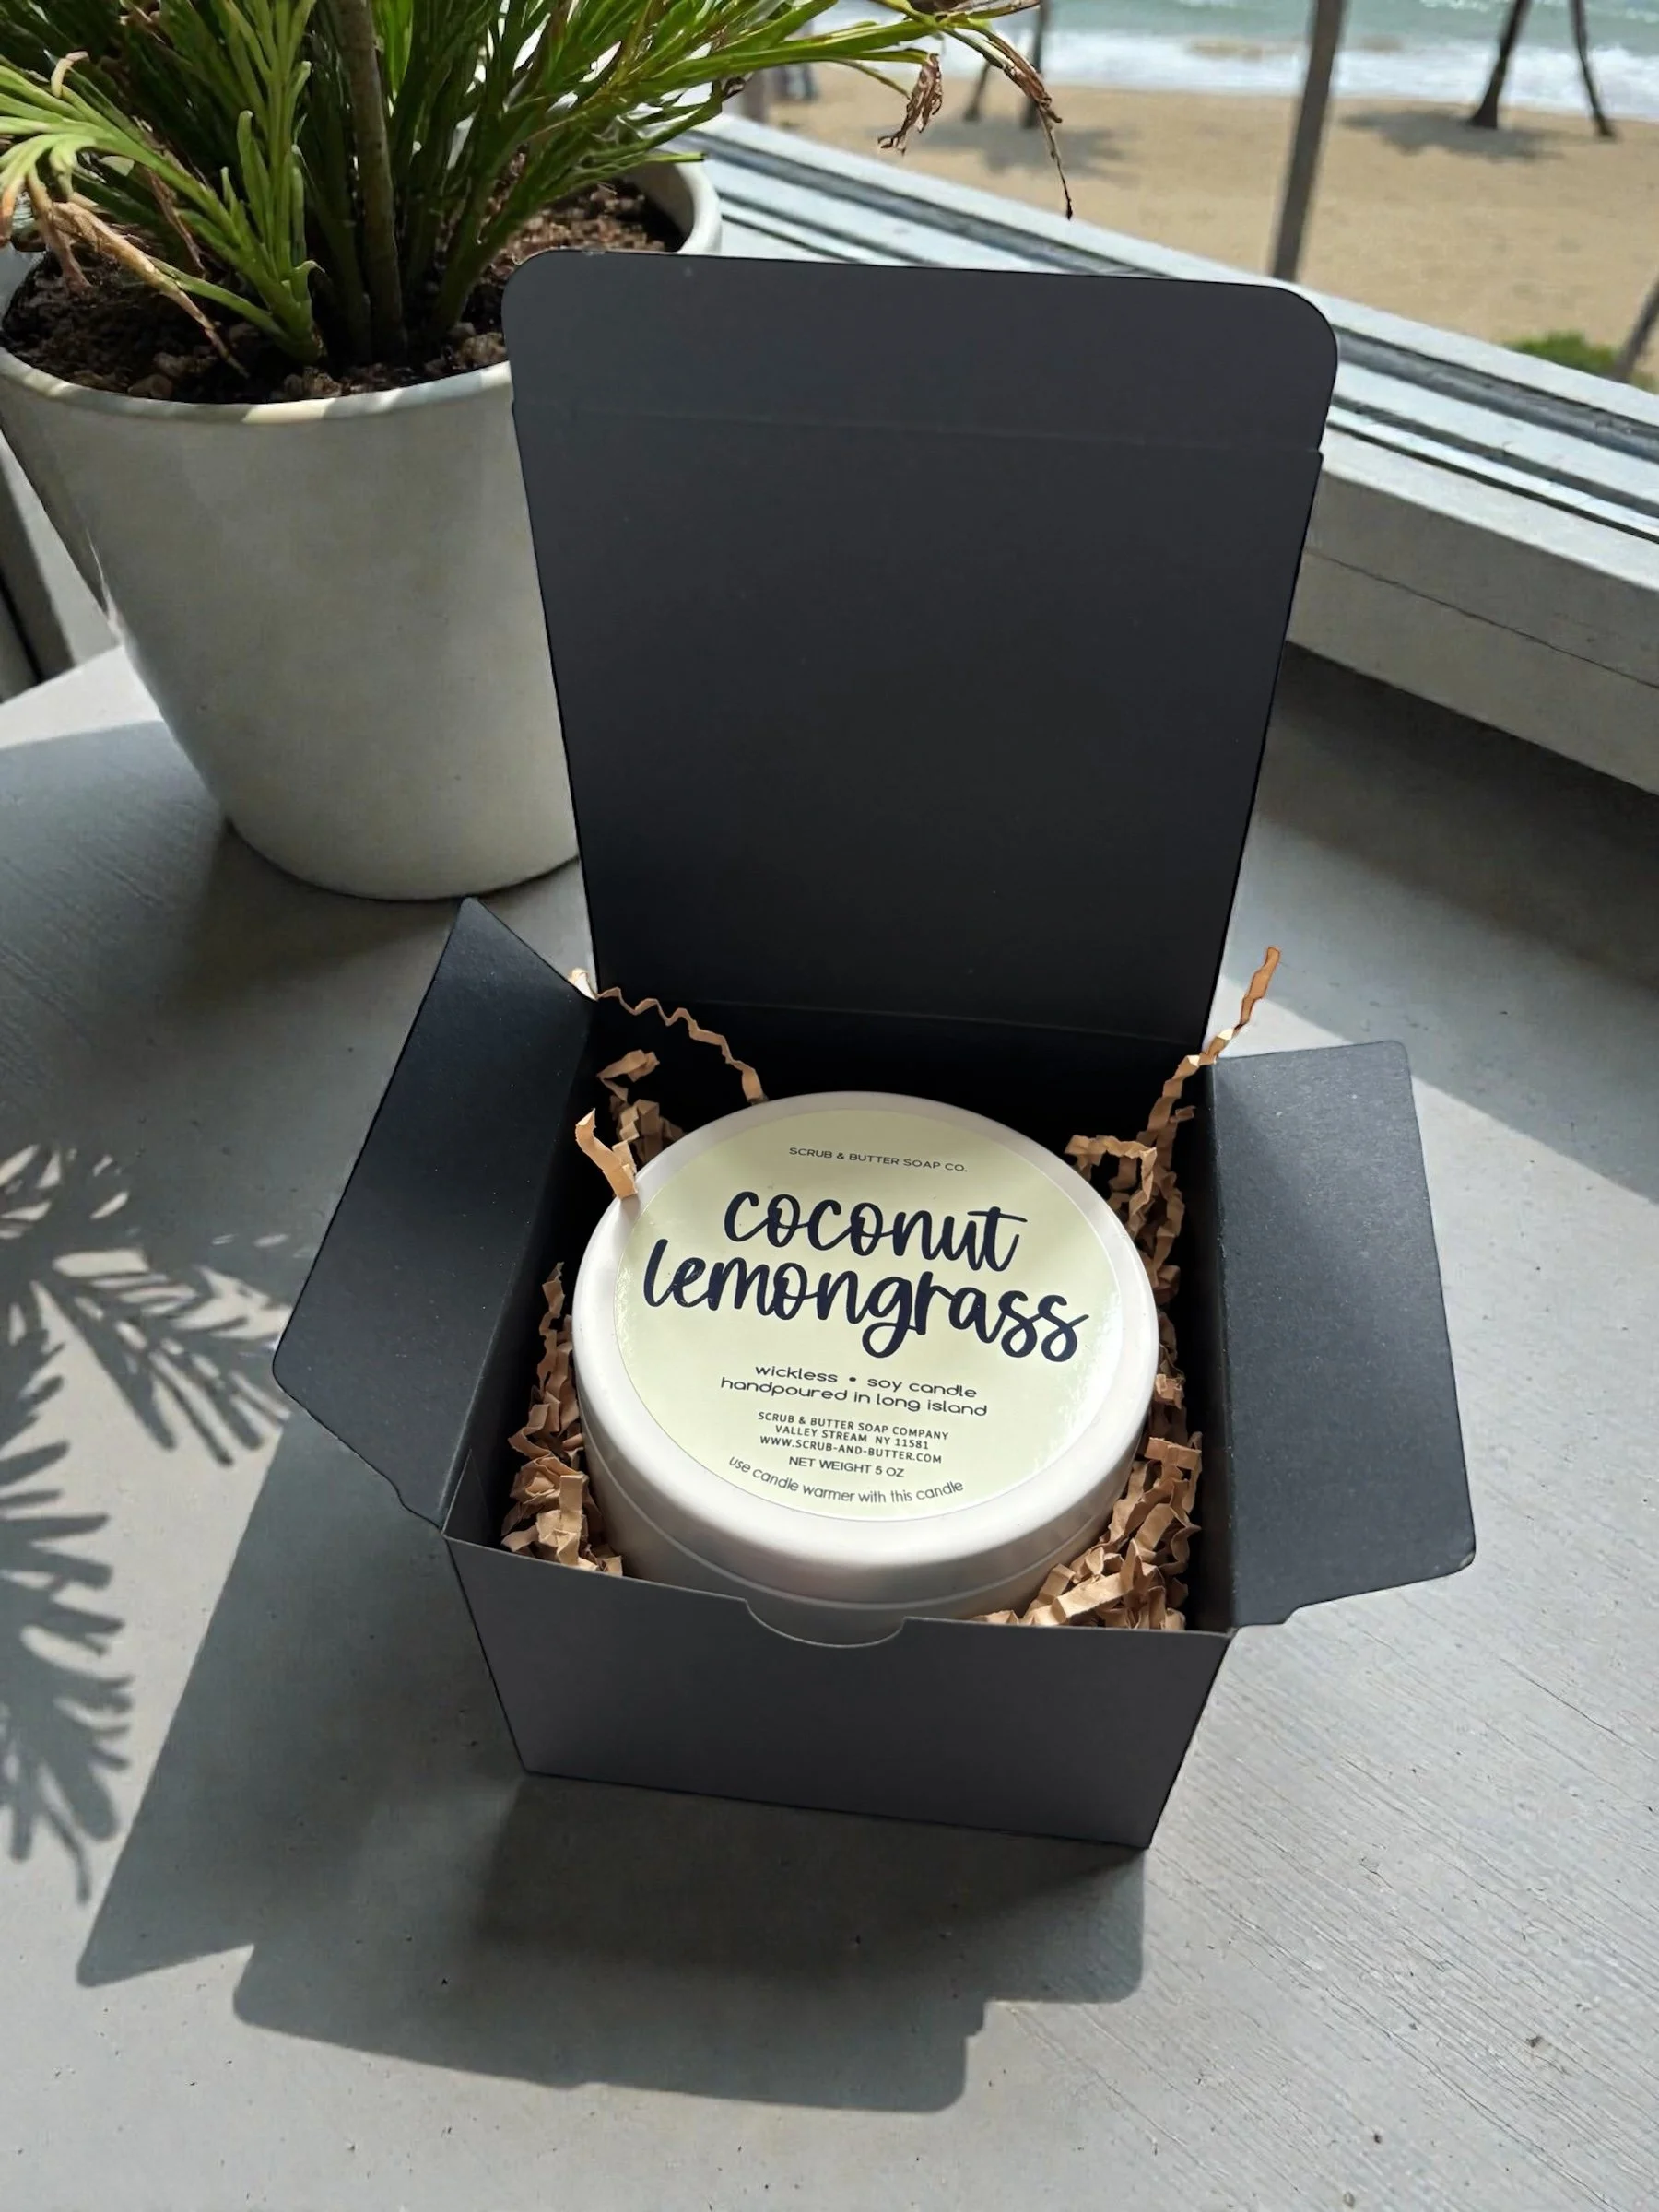 SCRUB & BUTTER SOAP CO.
coconut
lemongrass
wickless • soy candle
handpoured in long island
SCRUB & BUTTER SOAP COMPANY
VALLEY STREAM NY 11581
WWW.SCRUB-AND-BUTTER.COM
NET WEIGHT 5 OZ
use candle warmer with this candle